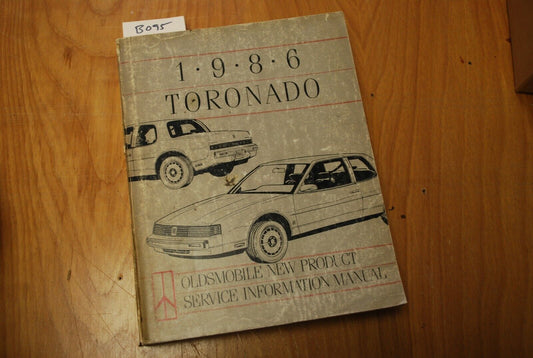 B095
1·9·8·6
TORONADO
OLDSMOBILE NEW PRODUCT
SERVICE INFORMATION MANUAL